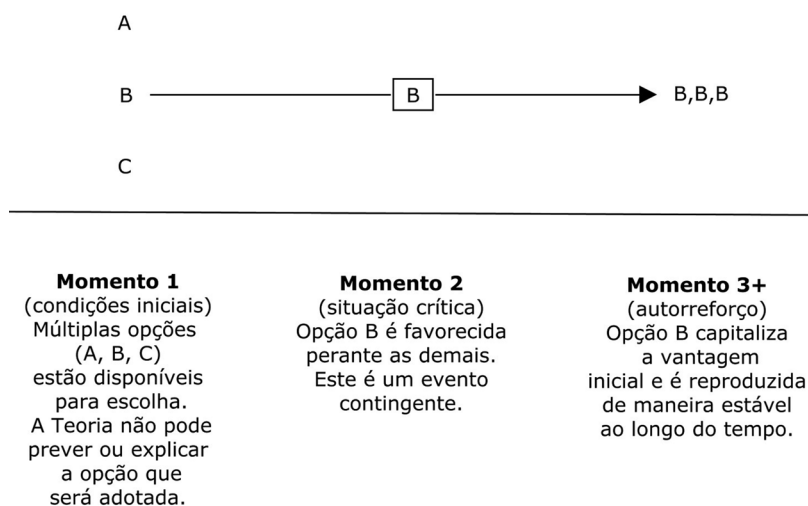 A
B
B
B,B,B
C
Momento 1
(condições iniciais)
Múltiplas opções
(A, B, C)
estão disponíveis
para escolha.
A Teoria não pode
prever ou explicar
a opção que
será adotada.
Momento 2
(situação crítica)
Opção B é favorecida
perante as demais.
Este é um evento
contingente.
Momento 3+
(autorreforço)
Opção B capitaliza
a vantagem
inicial e é reproduzida
de maneira estável
ao longo do tempo.